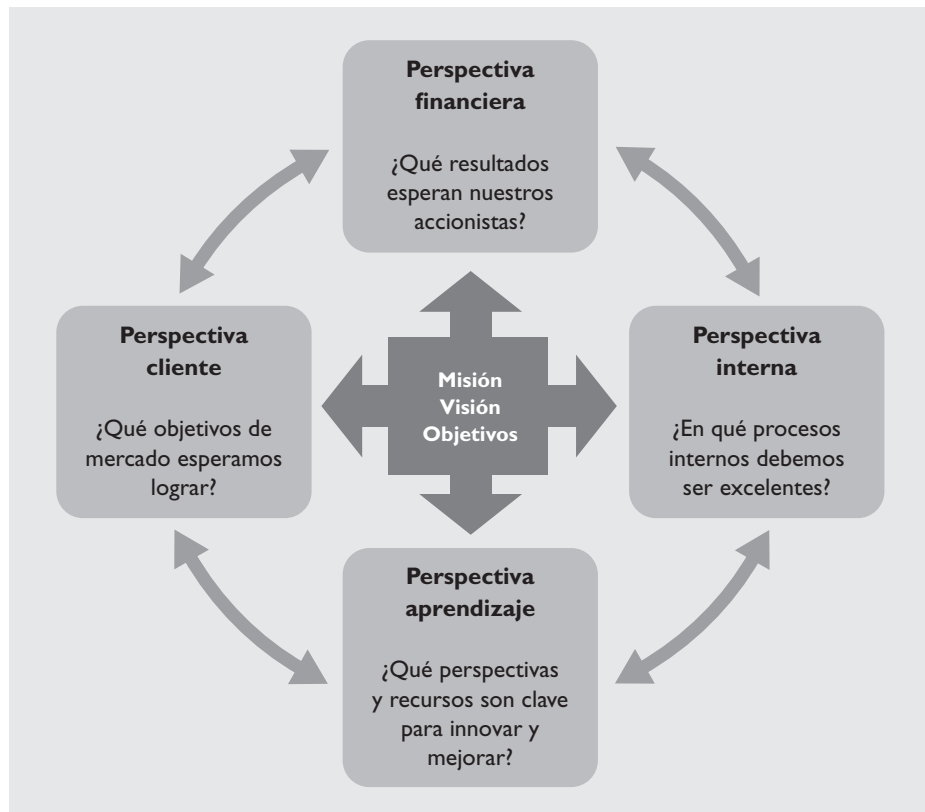 Perspectiva
financiera
¿Qué resultados
esperan nuestros
accionistas?
Perspectiva
cliente
¿Qué objetivos de
mercado esperamos
lograr?
Misión
Visión
Objetivos
Perspectiva
interna
¿En qué procesos
internos debemos
ser excelentes?
Perspectiva
aprendizaje
¿Qué perspectivas
y recursos son clave
para innovar y
mejorar?